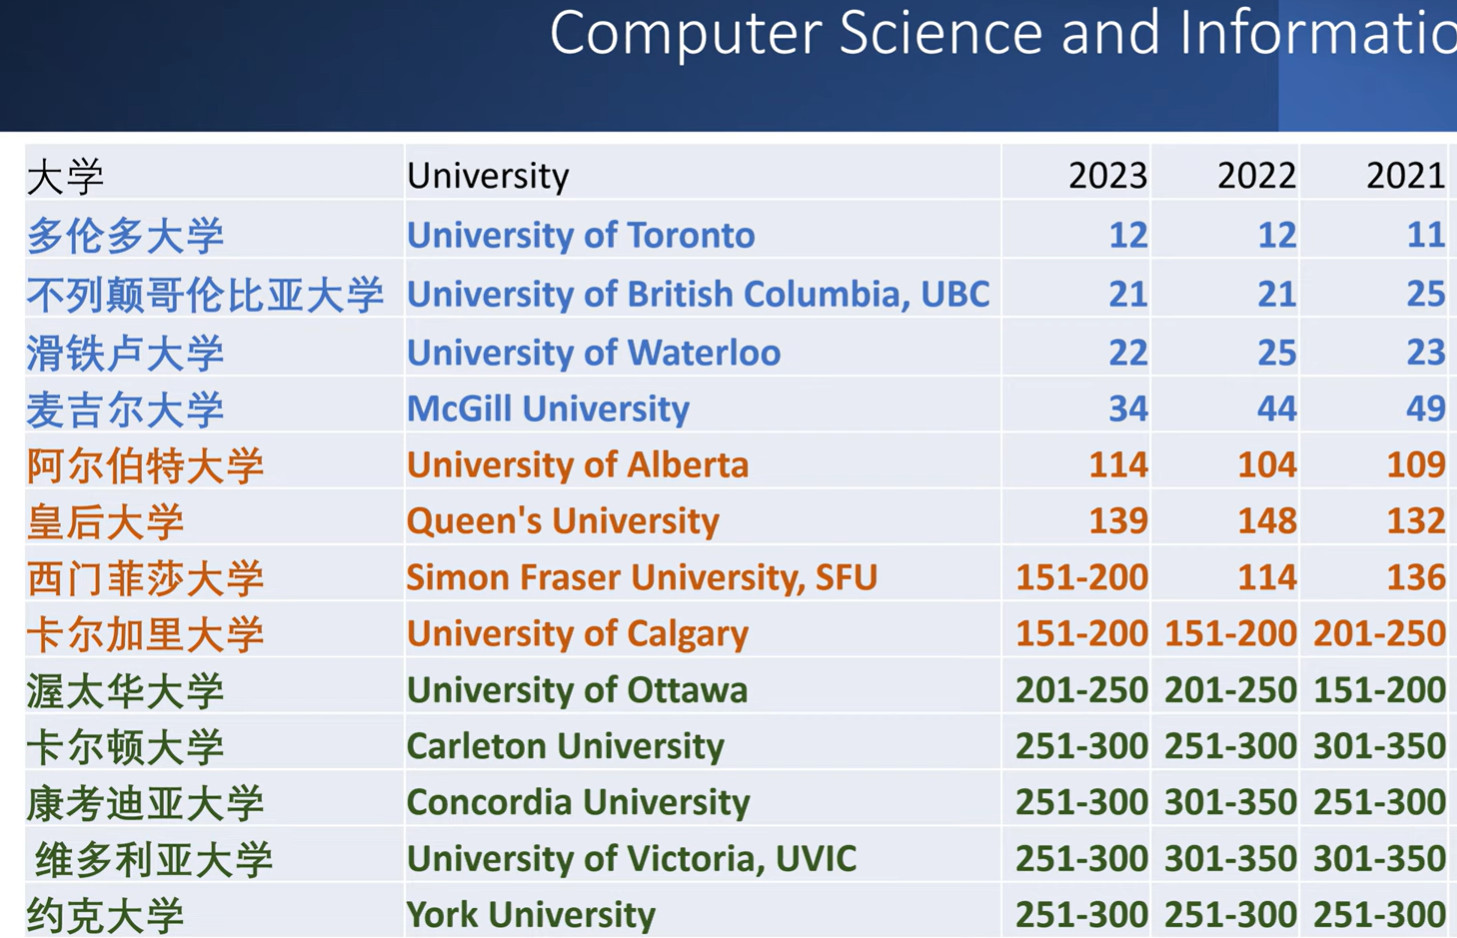 Computer Science and Informatio
大学 University 2023 2022 2021
多伦多大学 University of Toronto 12 12 11
不列颠哥伦比亚大学 University of British Columbia, UBC 21 21 25
滑铁卢大学 University of Waterloo 22 25 23
麦吉尔大学 McGill University 34 44 49
阿尔伯特大学 University of Alberta 114 104 109
皇后大学 Queen's University 139 148 132
西门菲莎大学 Simon Fraser University, SFU 151-200 114 136
卡尔加里大学 University of Calgary 151-200 151-200 201-250
渥太华大学 University of Ottawa 201-250 201-250 151-200
卡尔顿大学 Carleton University 251-300 251-300 301-350
康考迪亚大学 Concordia University 251-300 301-350 251-300
维多利亚大学 University of Victoria, UVIC 251-300 301-350 301-350
约克大学 York University 251-300 251-300 251-300